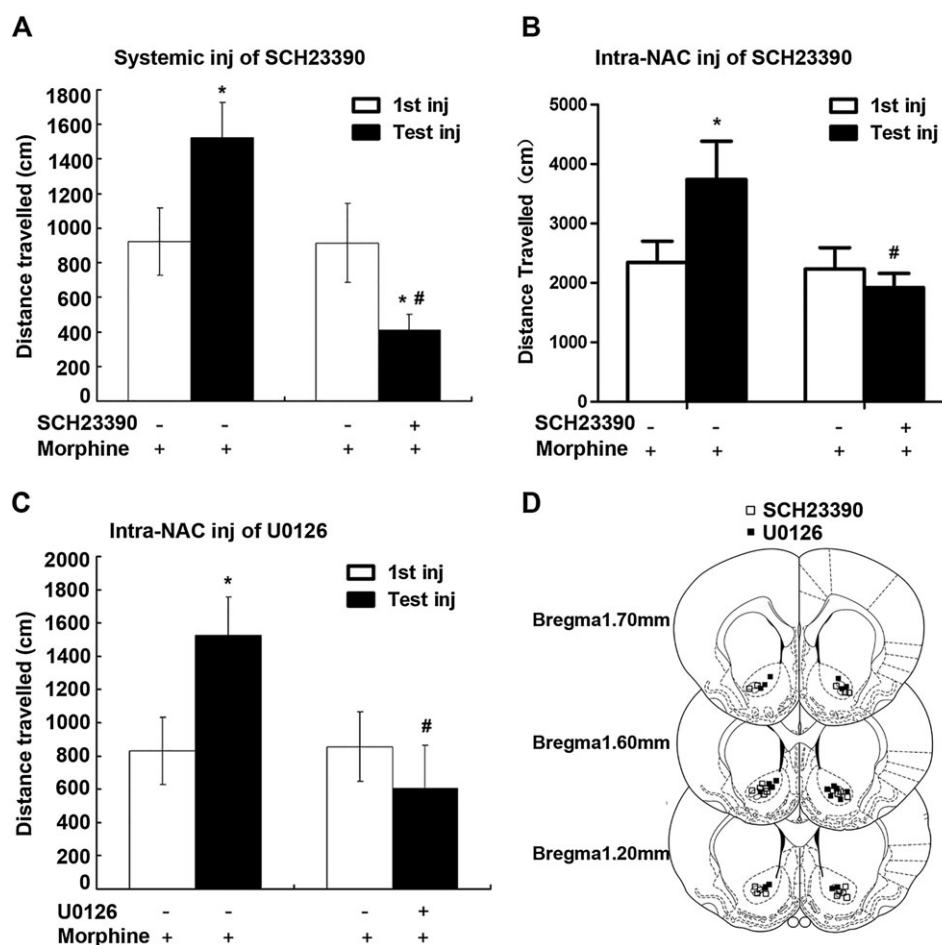 A
Systemic inj of SCH23390
1800
1600
1400
1200
1000
800
600
400
200
0
Distance travelled (cm)
1st inj
Test inj
*
* #
SCH23390 - - - +
Morphine + + + +
B
Intra-NAC inj of SCH23390
5000
4000
3000
2000
1000
0
Distance Travelled (cm)
1st inj
Test inj
*
#
SCH23390 - - - +
Morphine + + + +
C
Intra-NAC inj of U0126
2000
1800
1600
1400
1200
1000
800
600
400
200
0
Distance travelled (cm)
1st inj
Test inj
*
#
U0126 - - - +
Morphine + + + +
D
SCH23390
U0126
Bregma1.70mm
Bregma1.60mm
Bregma1.20mm